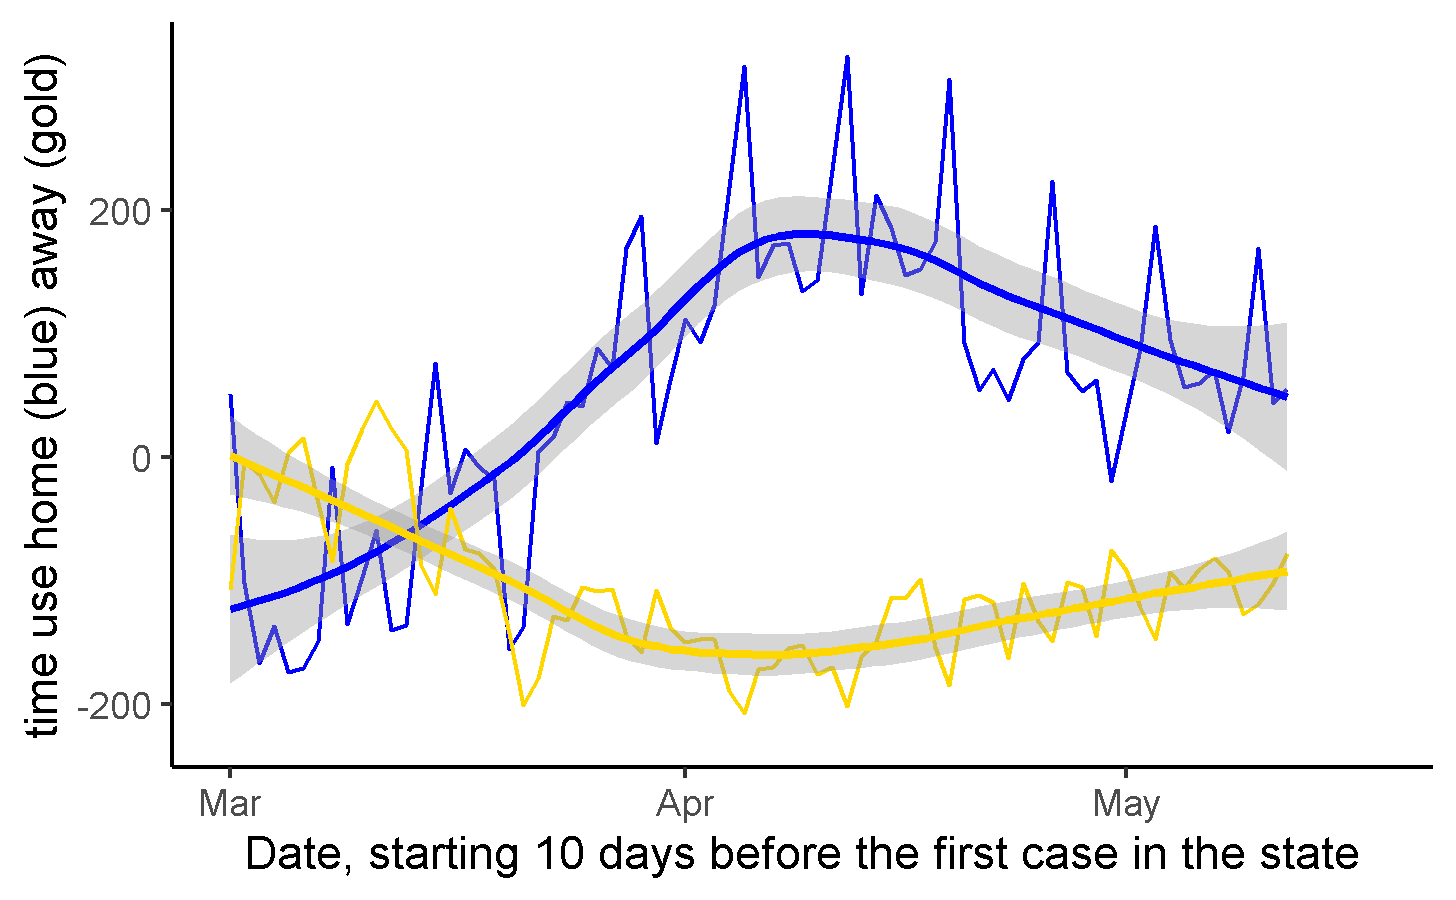 time use home (blue) away (gold)
200
0
-200
Mar
Apr
May
Date, starting 10 days before the first case in the state